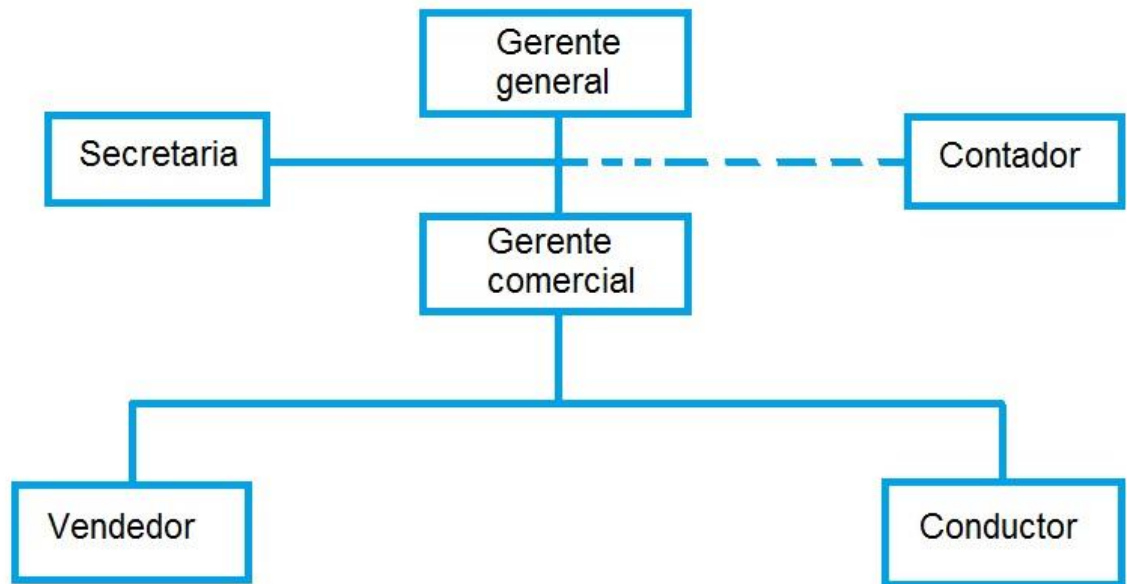 Gerente
general
Secretaria
Contador
Gerente
comercial
Vendedor
Conductor